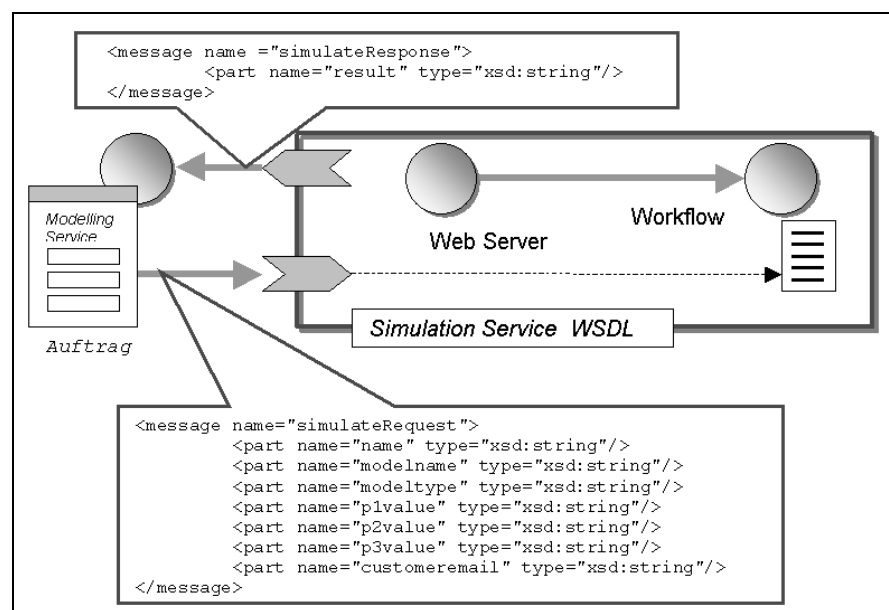 <message name ="simulateResponse">
<part name="result" type="xsd:string"/>
</message>
Modelling
Service
Web Server
Workflow
Simulation Service WSDL
Auftrag
<message name="simulateRequest">
<part name="name" type="xsd:string"/>
<part name="modelname" type="xsd:string"/>
<part name="modeltype" type="xsd:string"/>
<part name="p1value" type="xsd:string"/>
<part name="p2value" type="xsd:string"/>
<part name="p3value" type="xsd:string"/>
<part name="customeremail" type="xsd:string"/>
</message>